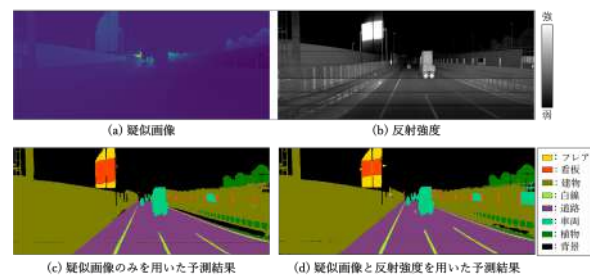 強
弱
(a) 疑似画像
(b) 反射強度
: フレア
: 看板
: 建物
: 白線
: 道路
: 車両
: 植物
: 背景
(c) 疑似画像のみを用いた予測結果
(d) 疑似画像と反射強度を用いた予測結果